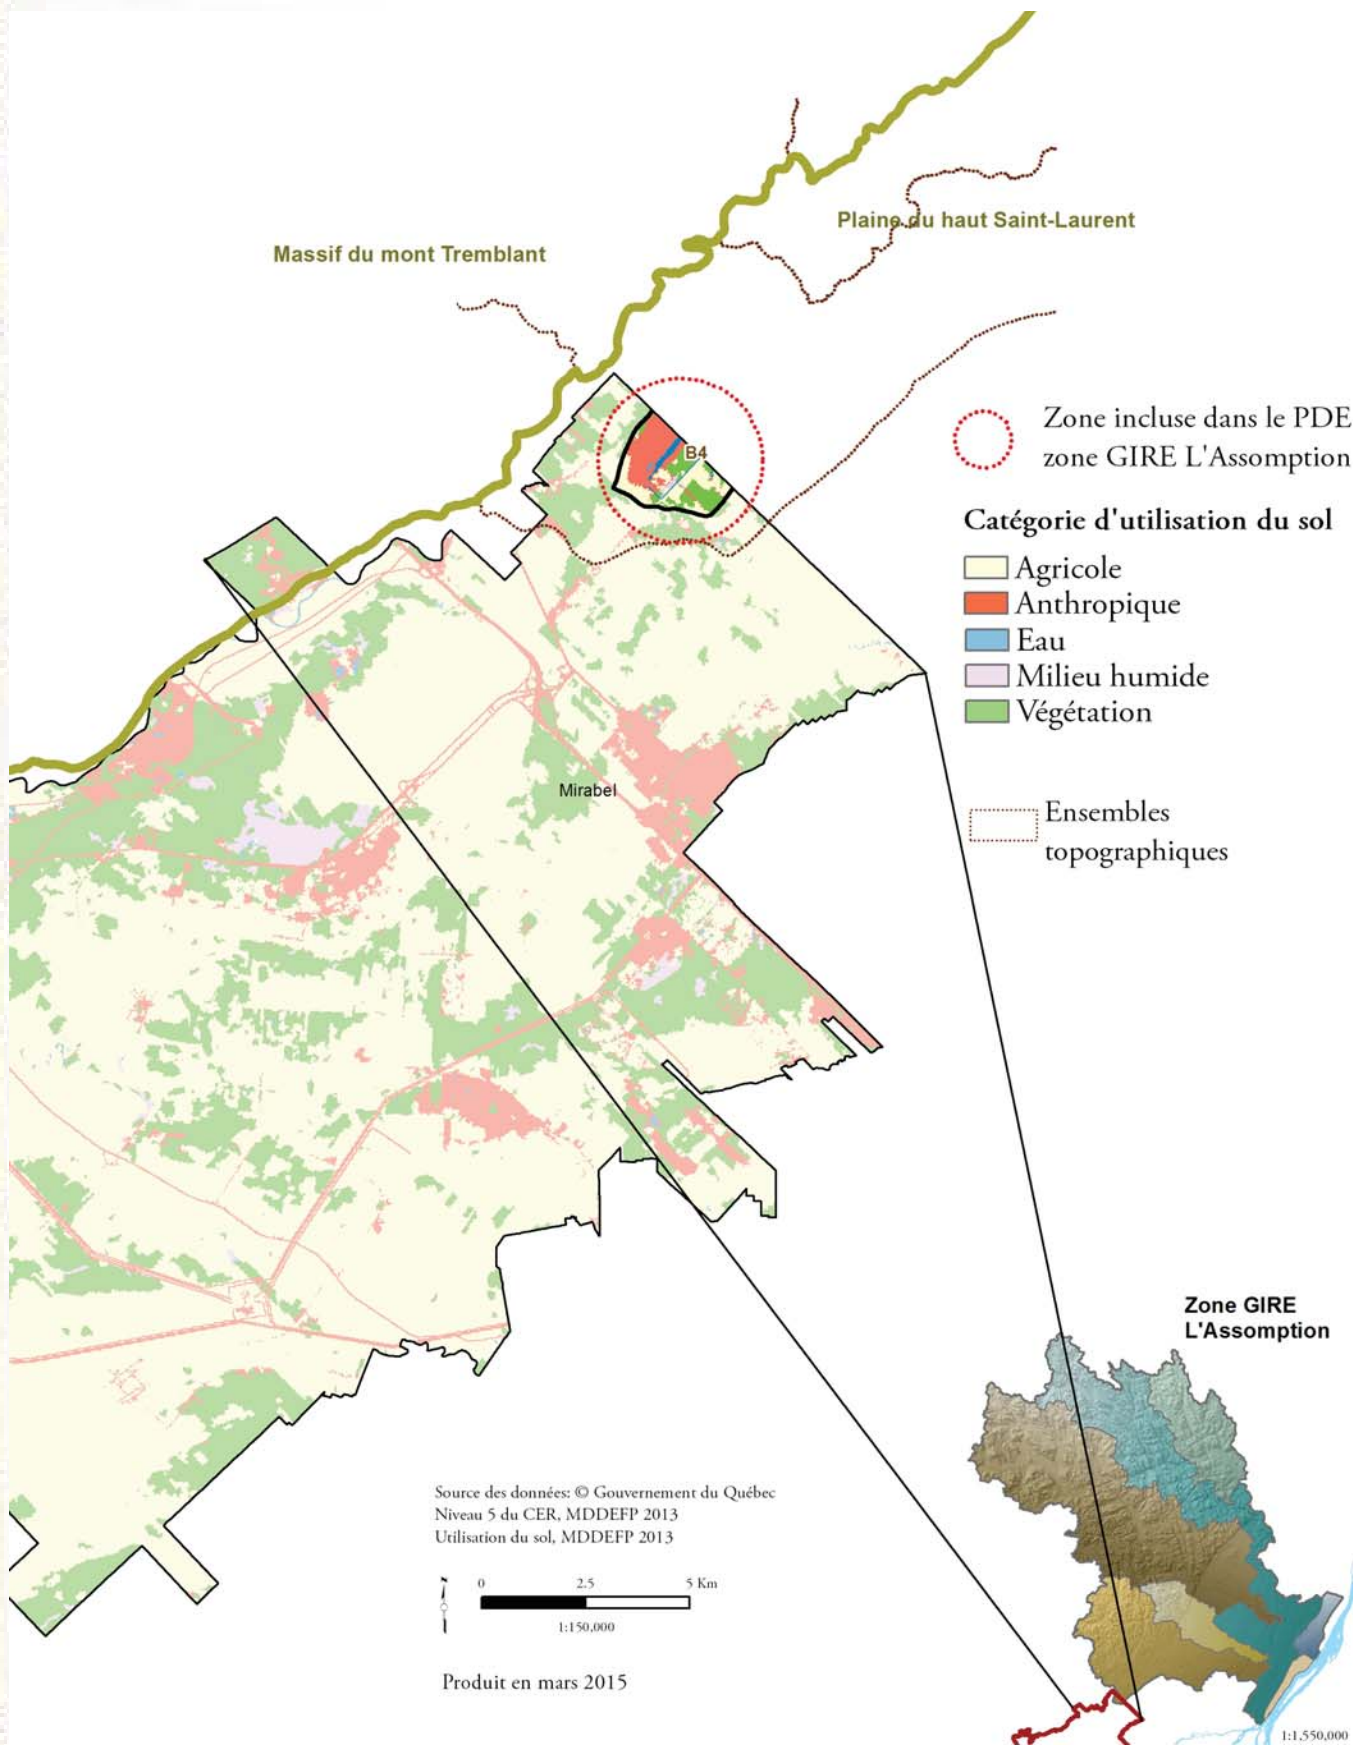 Massif du mont Tremblant
Plaine du haut Saint-Laurent
Zone incluse dans le PDE
zone GIRE L'Assomption
B4
Catégorie d'utilisation du sol
Agricole
Anthropique
Eau
Milieu humide
Végétation
Ensembles
topographiques
Mirabel
Zone GIRE
L'Assomption
Source des données: © Gouvernement du Québec
Niveau 5 du CER, MDDEFP 2013
Utilisation du sol, MDDEFP 2013
0 2.5 5 Km
1:150,000
Produit en mars 2015
1:1,550,000